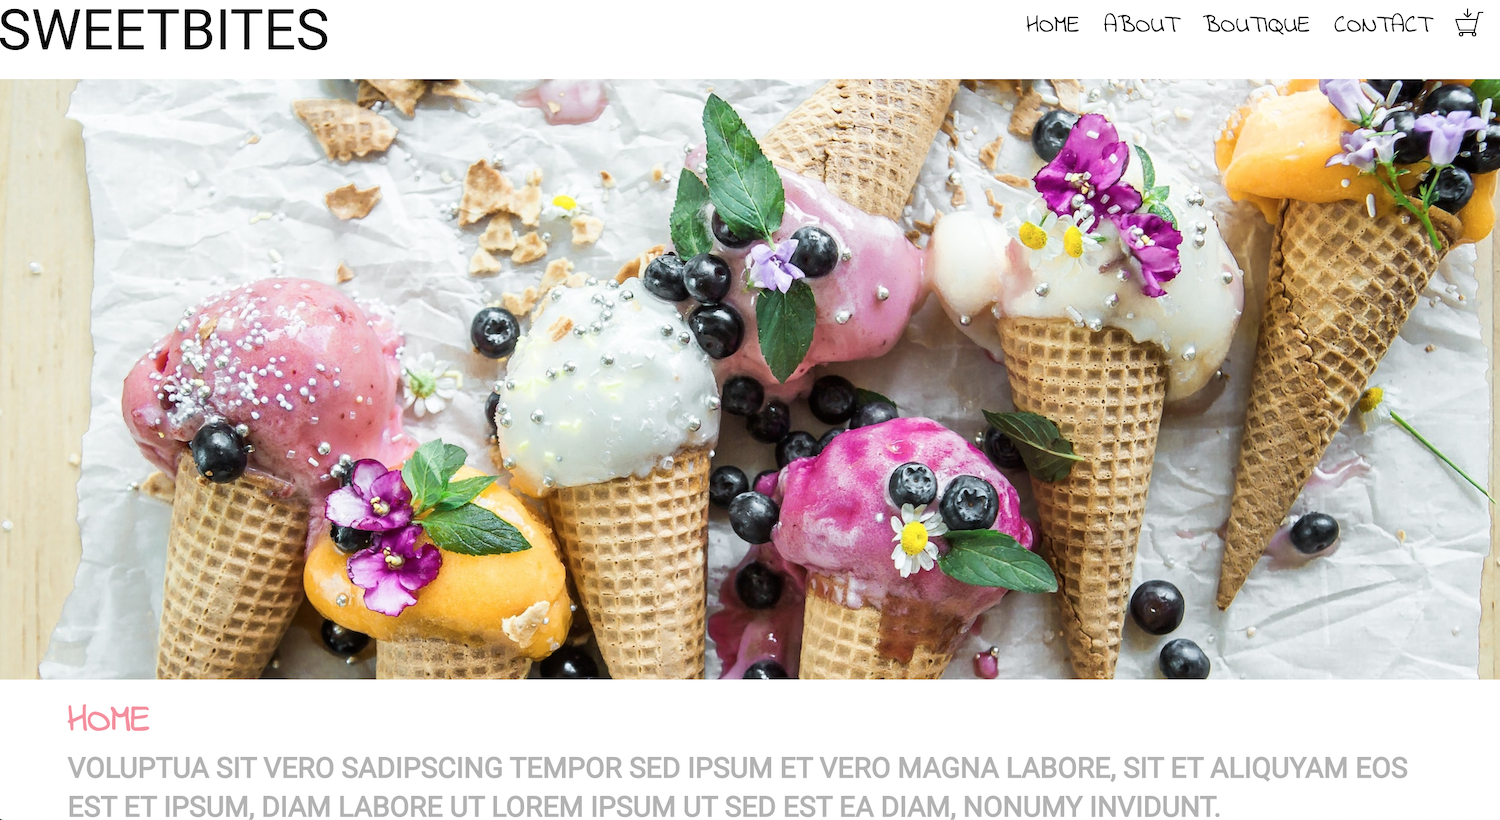 SWEETBITES
HOME ABOUT BOUTIQUE CONTACT
HOME
VOLUPTUA SIT VERO SADIPSCING TEMPOR SED IPSUM ET VERO MAGNA LABORE, SIT ET ALIQUYAM EOS
EST ET IPSUM, DIAM LABORE UT LOREM IPSUM UT SED EST EA DIAM, NONUMY INVIDUNT.